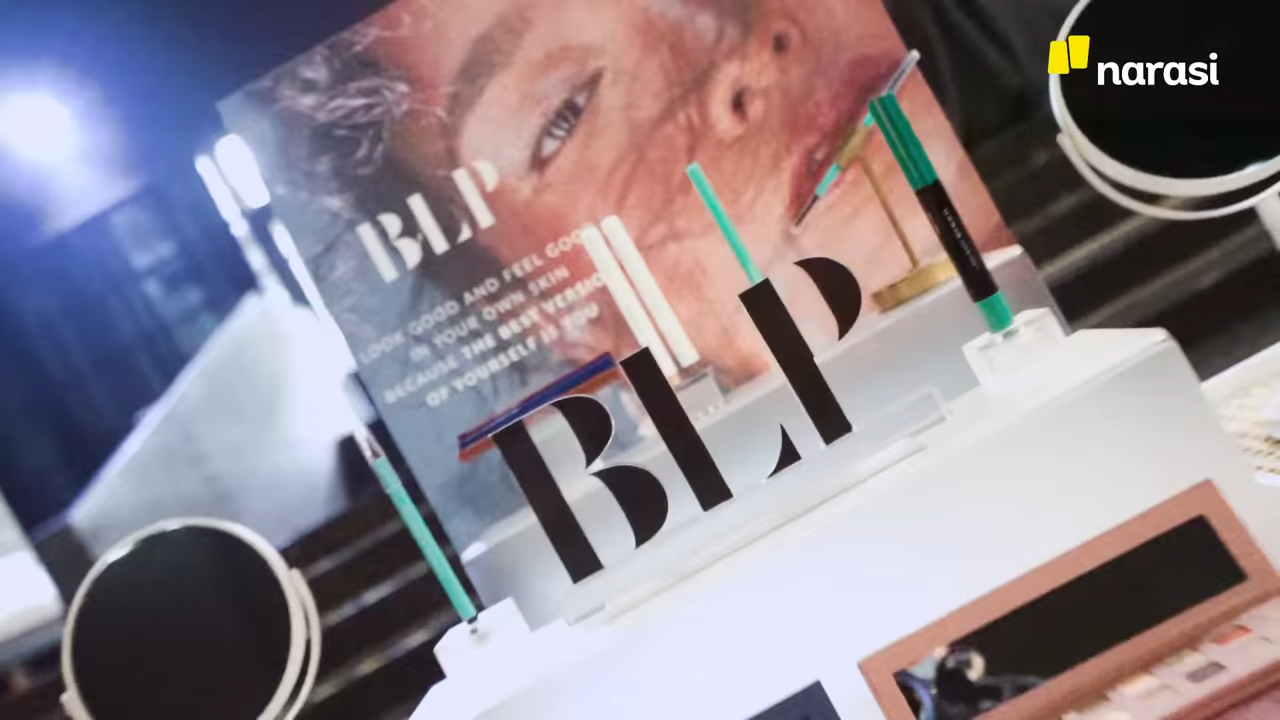 narasi
BLP
LOOK GOOD AND FEEL GOOD
IN YOUR OWN SKIN
BECAUSE THE BEST VERSION
OF YOURSELF IS YOU
BLP